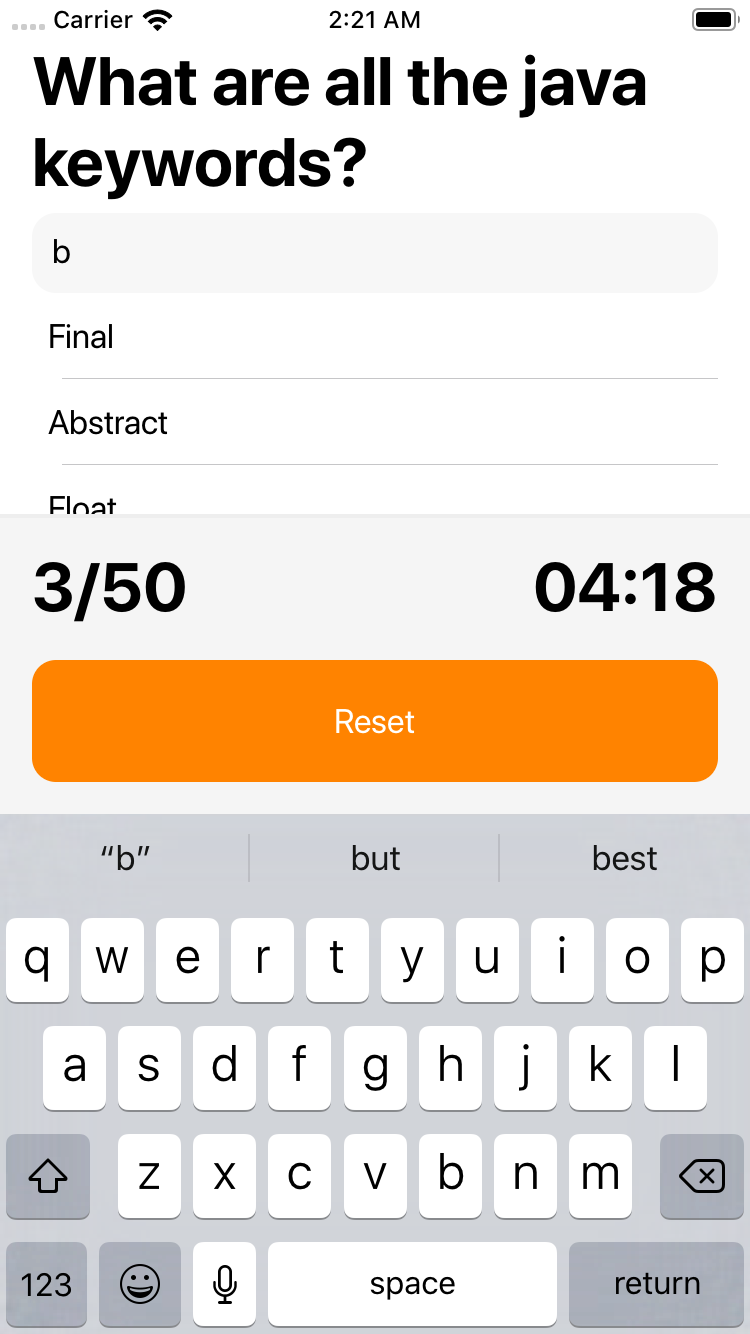 Carrier 2:21 AM
What are all the java
keywords?
b
Final
Abstract
Float
3/50 04:18
Reset
“b” but best
q w e r t y u i o p
a s d f g h j k l
z x c v b n m
123 space return